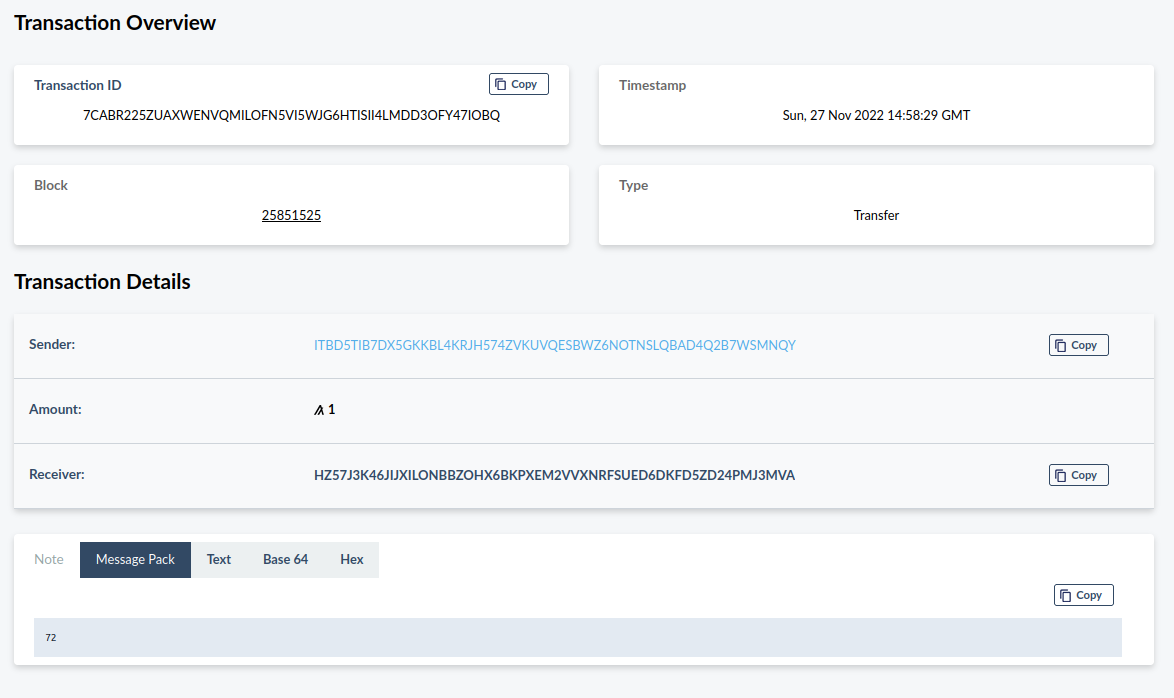 Transaction Overview
Transaction ID
Copy
7CABR225ZUAXWENVQMILOFN5VI5WJG6HTISII4LMDD3OFY47IOBQ
Timestamp
Sun, 27 Nov 2022 14:58:29 GMT
Block
25851525
Type
Transfer
Transaction Details
Sender:
ITBD5TIB7DX5GKKBL4KRJH574ZVKUVQESBWZ6NOTNSLQBAD4Q2B7WSMNQY
Copy
Amount:
1
Receiver:
HZ57J3K46JIJXILONBBZOHX6BKPXEM2VVXNRFSUED6DKFD5ZD24PMJ3MVA
Copy
Note
Message Pack
Text
Base 64
Hex
Copy
72